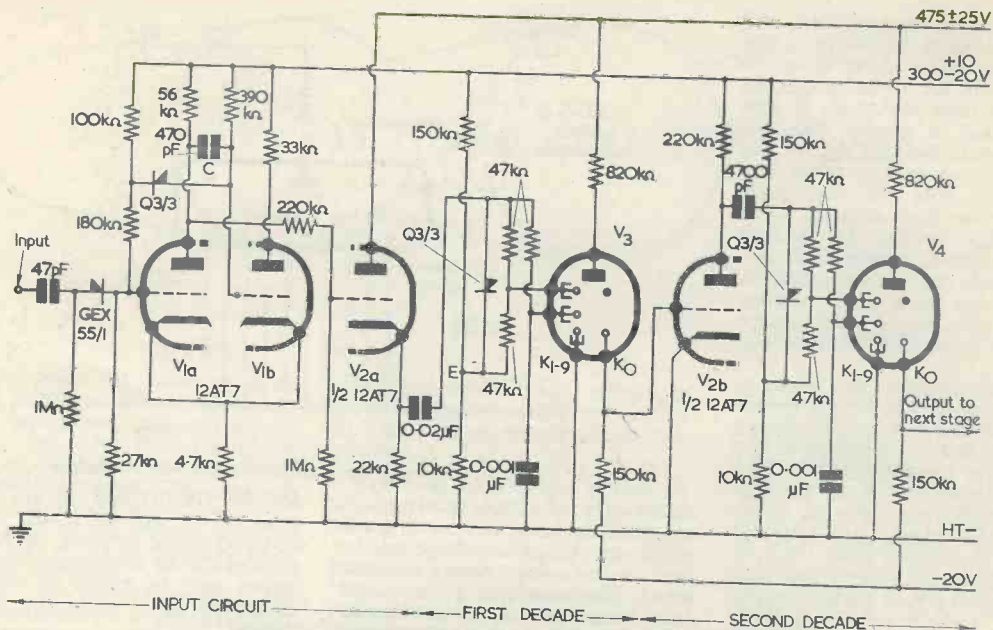 475±25V
+10
300-20V
56
kΩ
390
kΩ
100kΩ
470
pF
C
33kΩ
150kΩ
220kΩ
4700
pF
150kΩ
47kΩ
47kΩ
820kΩ
820kΩ
Q3/3
180kΩ
220kΩ
Q3/3
V3
Q3/3
V4
Input
47pF
GEX
55/1
V1a
V1b
12AT7
V2a
1/2 12AT7
E
47kΩ
K1-9
KO
V2b
1/2 12AT7
47kΩ
K1-9
KO
Output to
next stage
0·02μF
1MΩ
27kΩ
4·7kΩ
1MΩ
22kΩ
10kΩ
0·001
μF
150kΩ
10kΩ
0·001
μF
150kΩ
HT-
-20V
INPUT CIRCUIT
FIRST DECADE
SECOND DECADE